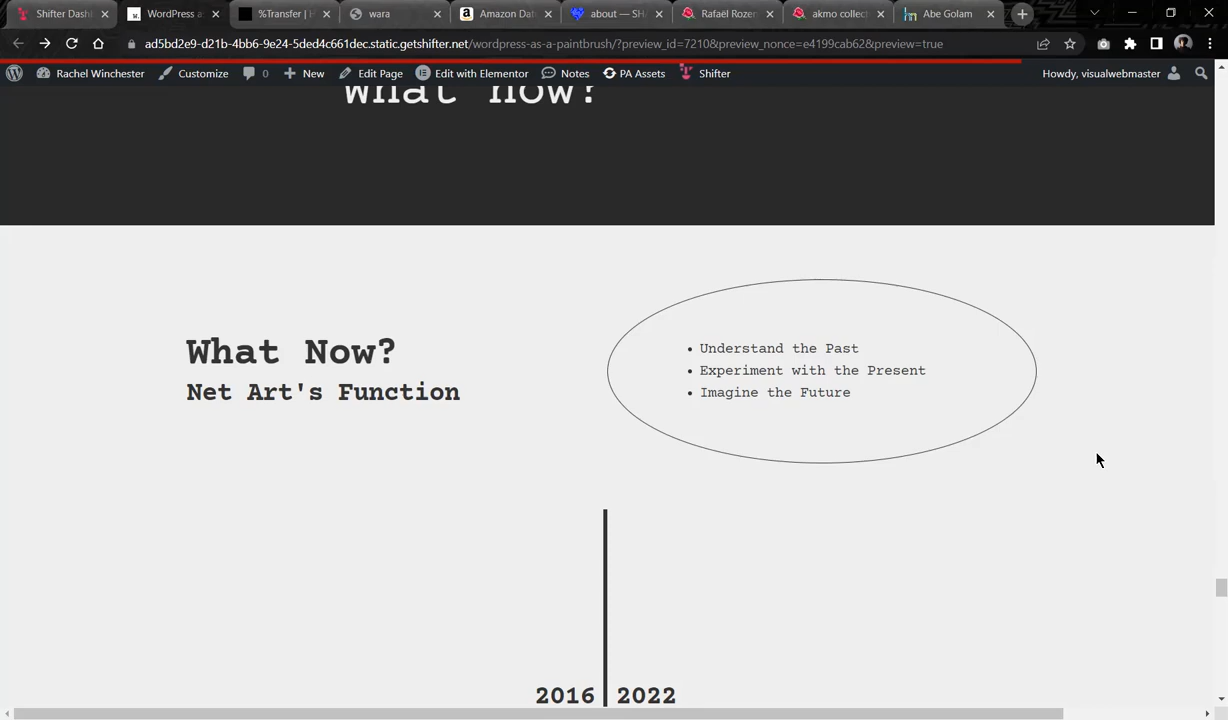 Shifter Dash
WordPress as
%Transfer | H
wara
Amazon Dat
about — SH
Rafaël Rozen
akmo collect
Abe Golam
ad5bd2e9-d21b-4bb6-9e24-5ded4c661dec.static.getshifter.net/wordpress-as-a-paintbrush/?preview_id=7210&preview_nonce=e4199cab62&preview=true
Rachel Winchester
Customize
0
New
Edit Page
Edit with Elementor
Notes
PA Assets
Shifter
Howdy, visualwebmaster
What now?
What Now?
Net Art's Function
• Understand the Past
• Experiment with the Present
• Imagine the Future
2016
2022